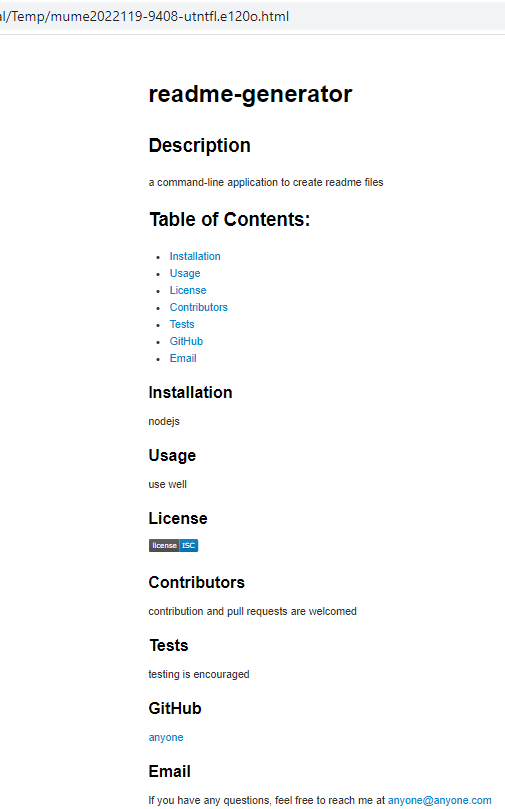 al/Temp/mume2022119-9408-utntfl.e120o.html
readme-generator
Description
a command-line application to create readme files
Table of Contents:
Installation
Usage
License
Contributors
Tests
GitHub
Email
Installation
nodejs
Usage
use well
License
license ISC
Contributors
contribution and pull requests are welcomed
Tests
testing is encouraged
GitHub
anyone
Email
If you have any questions, feel free to reach me at anyone@anyone.com